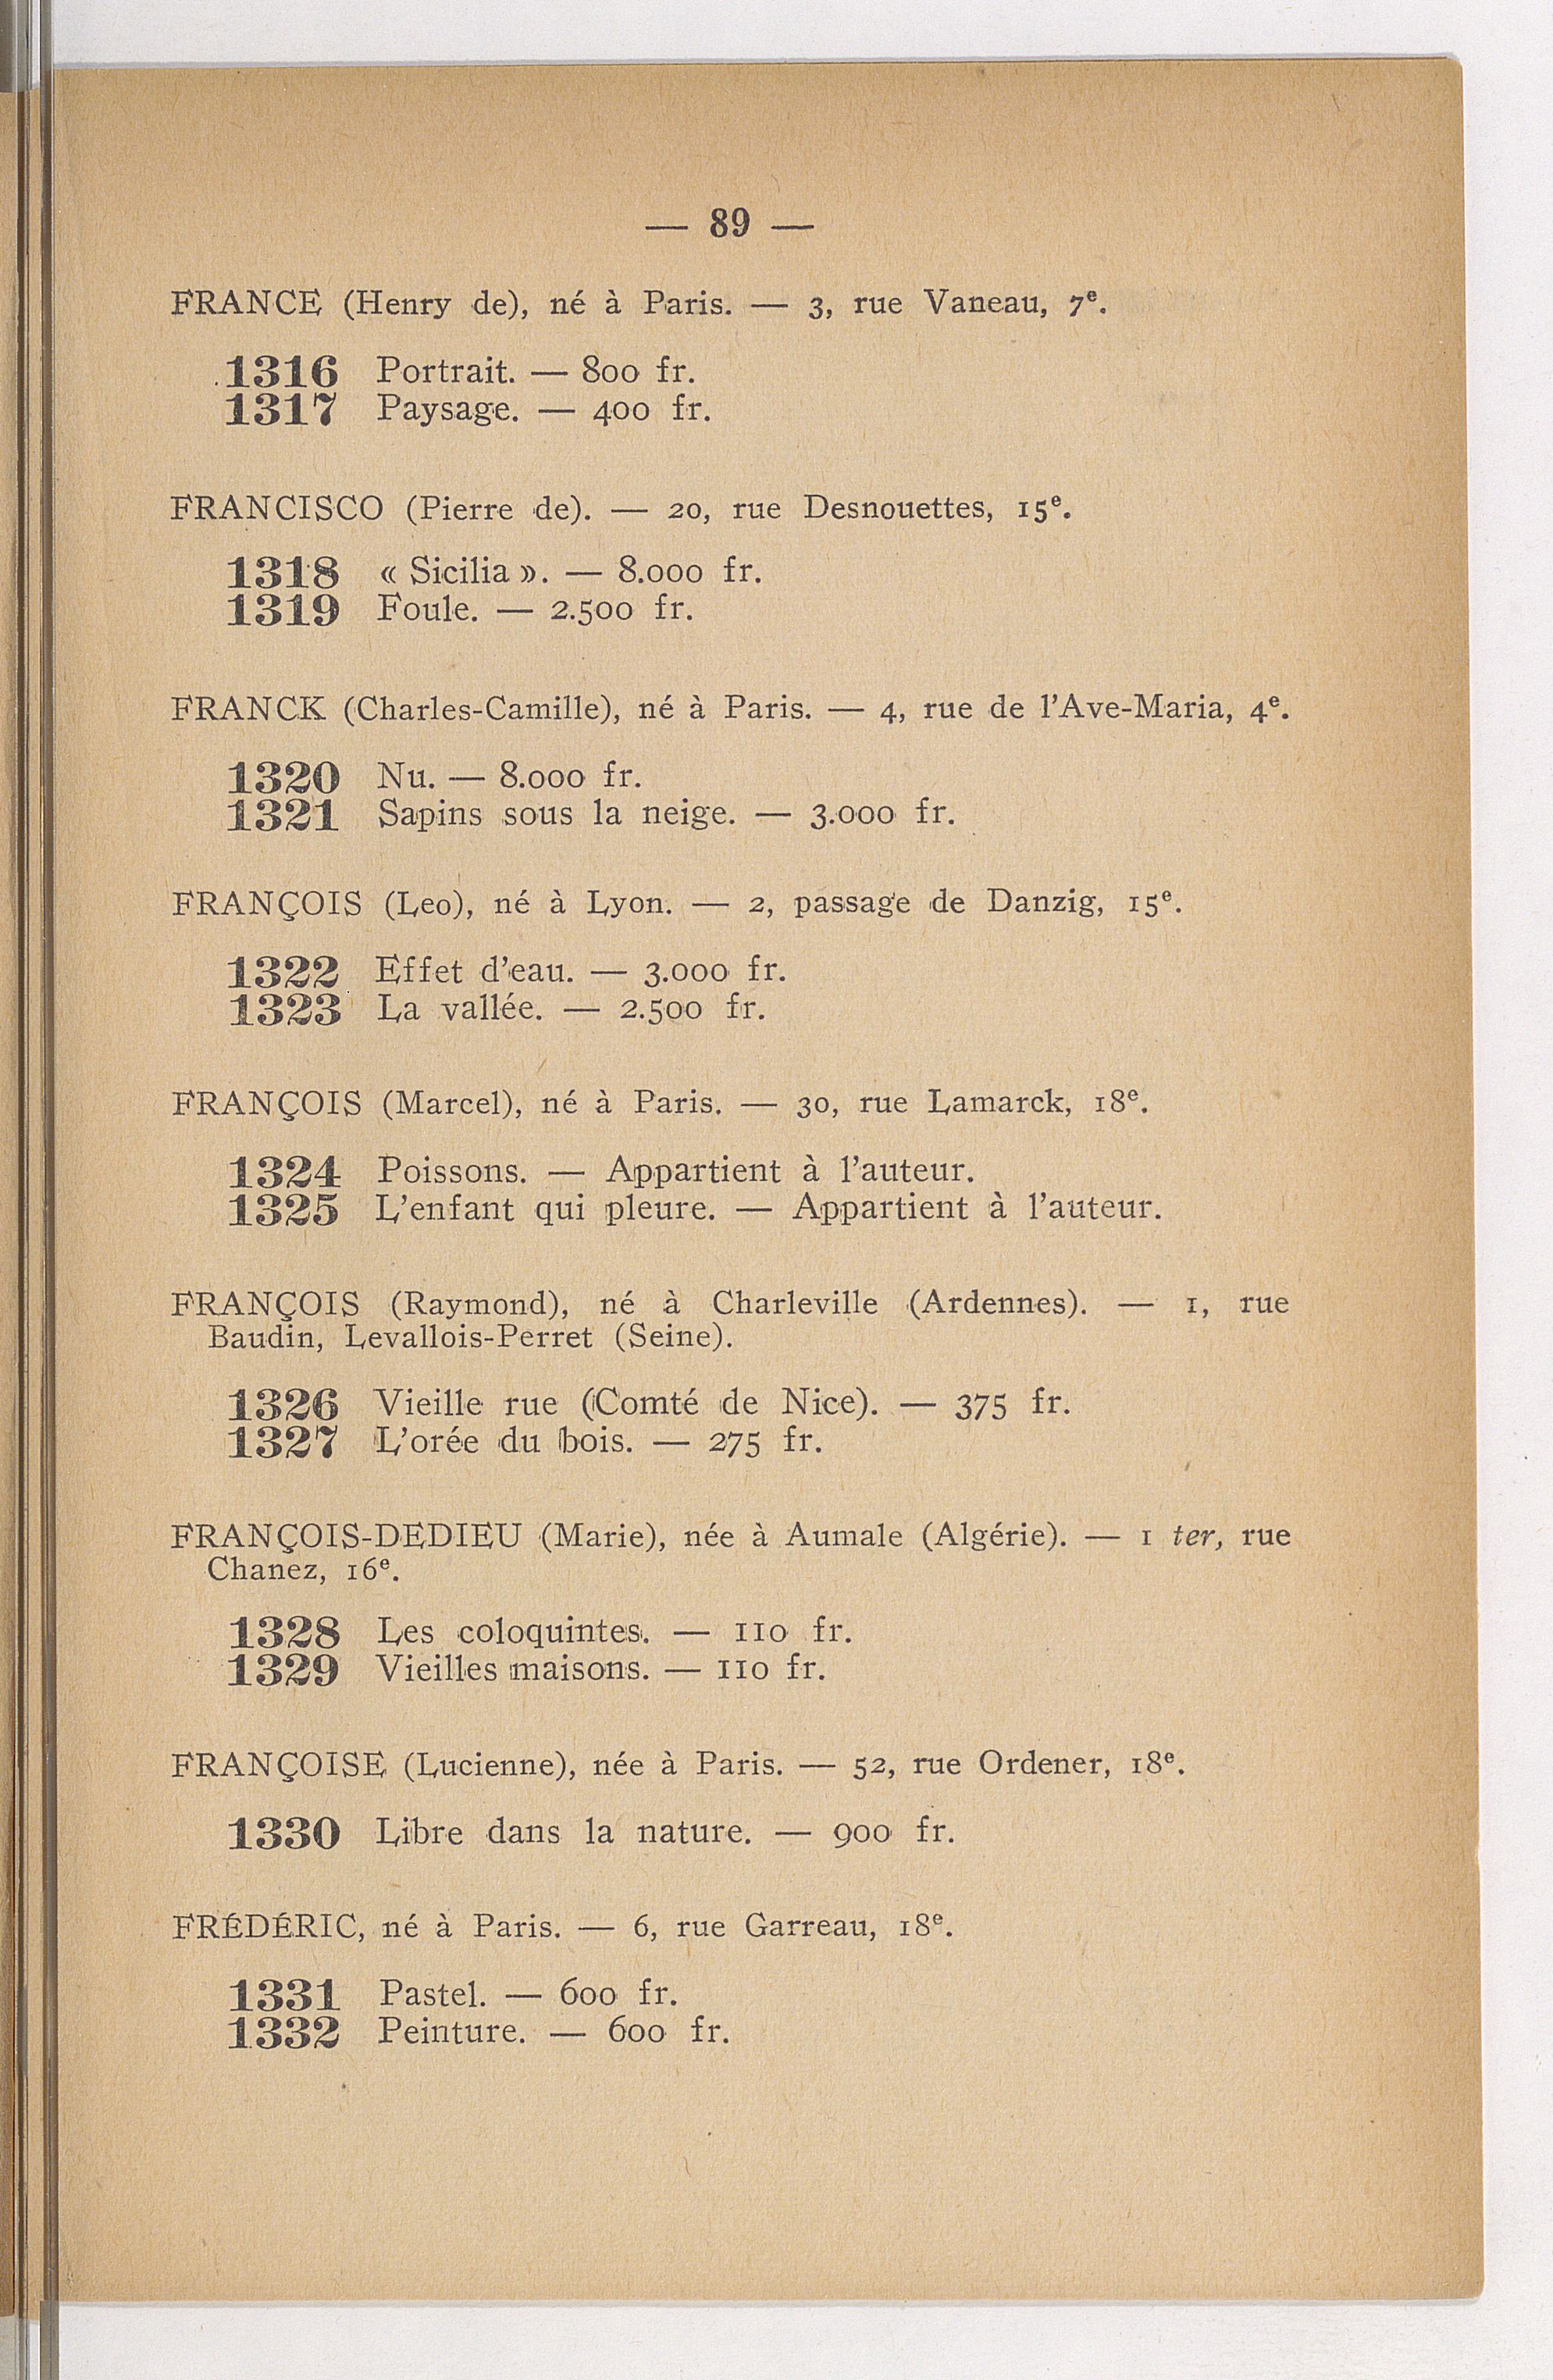 — 89 —
FRANCE (Henry de), né à Paris. — 3, rue Vaneau, 7e.
1316 Portrait. — 800 fr.
1317 Paysage. — 400 fr.
FRANCISCO (Pierre de). — 20, rue Desnouettes, 15e.
1318 « Sicilia ». — 8.000 fr.
1319 Foule. — 2.500 fr.
FRANCK (Charles-Camille), né à Paris. — 4, rue de l'Ave-Maria, 4e.
1320 Nu. — 8.000 fr.
1321 Sapins sous la neige. — 3.000 fr.
FRANÇOIS (Leo), né à Lyon. — 2, passage de Danzig, 15e.
1322 Effet d'eau. — 3.000 fr.
1323 La vallée. — 2.500 fr.
FRANÇOIS (Marcel), né à Paris. — 30, rue Lamarck, 18e.
1324 Poissons. — Appartient à l'auteur.
1325 L'enfant qui pleure. — Appartient à l'auteur.
FRANÇOIS (Raymond), né à Charleville (Ardennes). — 1, rue
Baudin, Levallois-Perret (Seine).
1326 Vieille rue (Comté de Nice). — 375 fr.
1327 L'orée du bois. — 275 fr.
FRANÇOIS-DEDIEU (Marie), née à Aumale (Algérie). — 1 ter, rue
Chanez, 16e.
1328 Les coloquintes. — 110 fr.
1329 Vieilles maisons. — 110 fr.
FRANÇOISE (Lucienne), née à Paris. — 52, rue Ordener, 18e.
1330 Libre dans la nature. — 900 fr.
FRÉDÉRIC, né à Paris. — 6, rue Garreau, 18e.
1331 Pastel. — 600 fr.
1332 Peinture. — 600 fr.